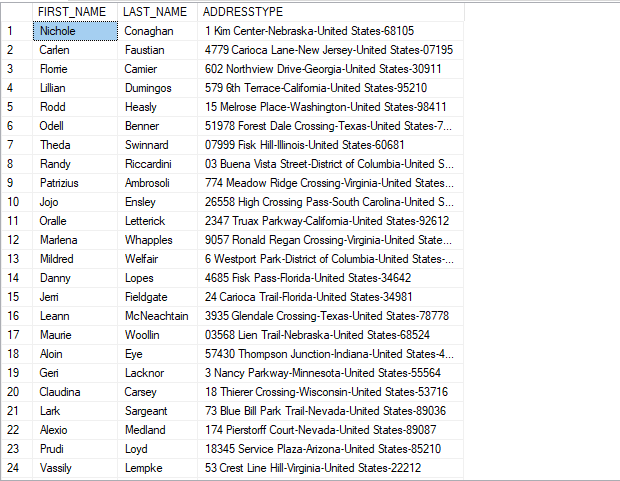 FIRST_NAME LAST_NAME ADDRESSTYPE
1 Nichole Conaghan 1 Kim Center-Nebraska-United States-68105
2 Carlen Faustian 4779 Carioca Lane-New Jersey-United States-07195
3 Florrie Camier 602 Northview Drive-Georgia-United States-30911
4 Lillian Dumingos 579 6th Terrace-California-United States-95210
5 Rodd Heasly 15 Melrose Place-Washington-United States-98411
6 Odell Benner 51978 Forest Dale Crossing-Texas-United States-7...
7 Theda Swinnard 07999 Fisk Hill-Illinois-United States-60681
8 Randy Riccardini 03 Buena Vista Street-District of Columbia-United S...
9 Patrizius Ambrosoli 774 Meadow Ridge Crossing-Virginia-United States...
10 Jojo Ensley 26558 High Crossing Pass-South Carolina-United S...
11 Oralle Letterick 2347 Truax Parkway-California-United States-92612
12 Marlena Whapples 9057 Ronald Regan Crossing-Virginia-United State...
13 Mildred Welfair 6 Westport Park-District of Columbia-United States-...
14 Danny Lopes 4685 Fisk Pass-Florida-United States-34642
15 Jerri Fieldgate 24 Carioca Trail-Florida-United States-34981
16 Leann McNeachtain 3935 Glendale Crossing-Texas-United States-78778
17 Maurie Woollin 03568 Lien Trail-Nebraska-United States-68524
18 Aloin Eye 57430 Thompson Junction-Indiana-United States-4...
19 Geri Lacknor 3 Nancy Parkway-Minnesota-United States-55564
20 Claudina Carsey 18 Thierer Crossing-Wisconsin-United States-53716
21 Lark Sargeant 73 Blue Bill Park Trail-Nevada-United States-89036
22 Alexio Medland 174 Pierstorff Court-Nevada-United States-89087
23 Prudi Loyd 18345 Service Plaza-Arizona-United States-85210
24 Vassily Lempke 53 Crest Line Hill-Virginia-United States-22212